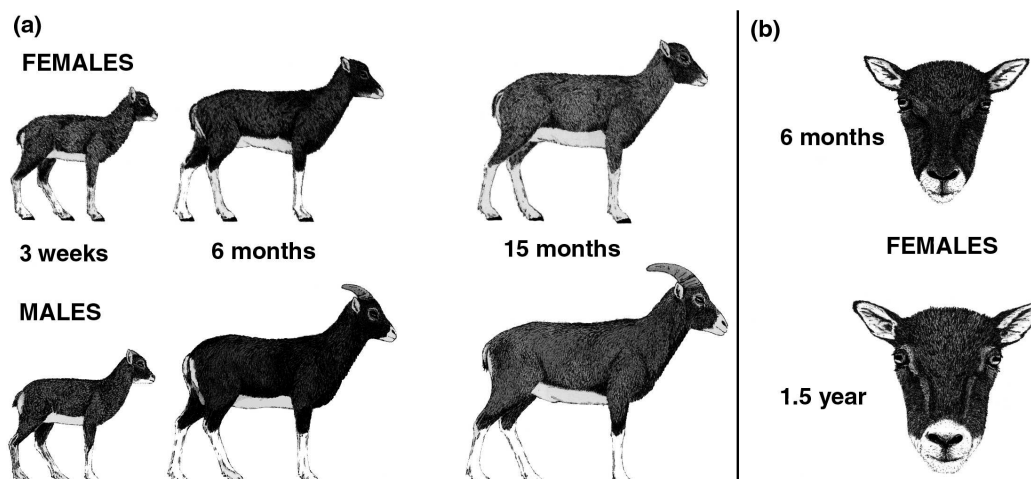 (a)
FEMALES
3 weeks
6 months
15 months
MALES
(b)
6 months
FEMALES
1.5 year